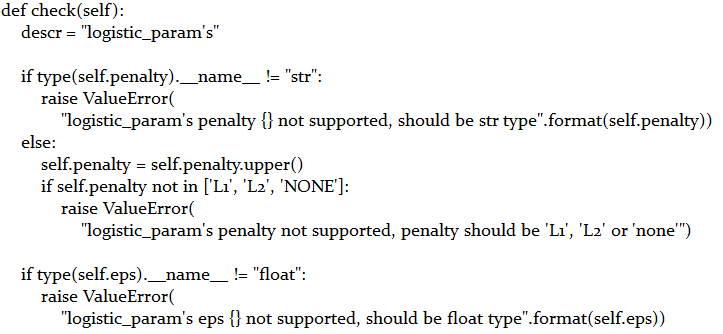 def check(self):
    descr = "logistic_param's"

    if type(self.penalty).__name__ != "str":
        raise ValueError(
            "logistic_param's penalty {} not supported, should be str type".format(self.penalty))
    else:
        self.penalty = self.penalty.upper()
        if self.penalty not in ['L1', 'L2', 'NONE']:
            raise ValueError(
                "logistic_param's penalty not supported, penalty should be 'L1', 'L2' or 'none'")

    if type(self.eps).__name__ != "float":
        raise ValueError(
            "logistic_param's eps {} not supported, should be float type".format(self.eps))